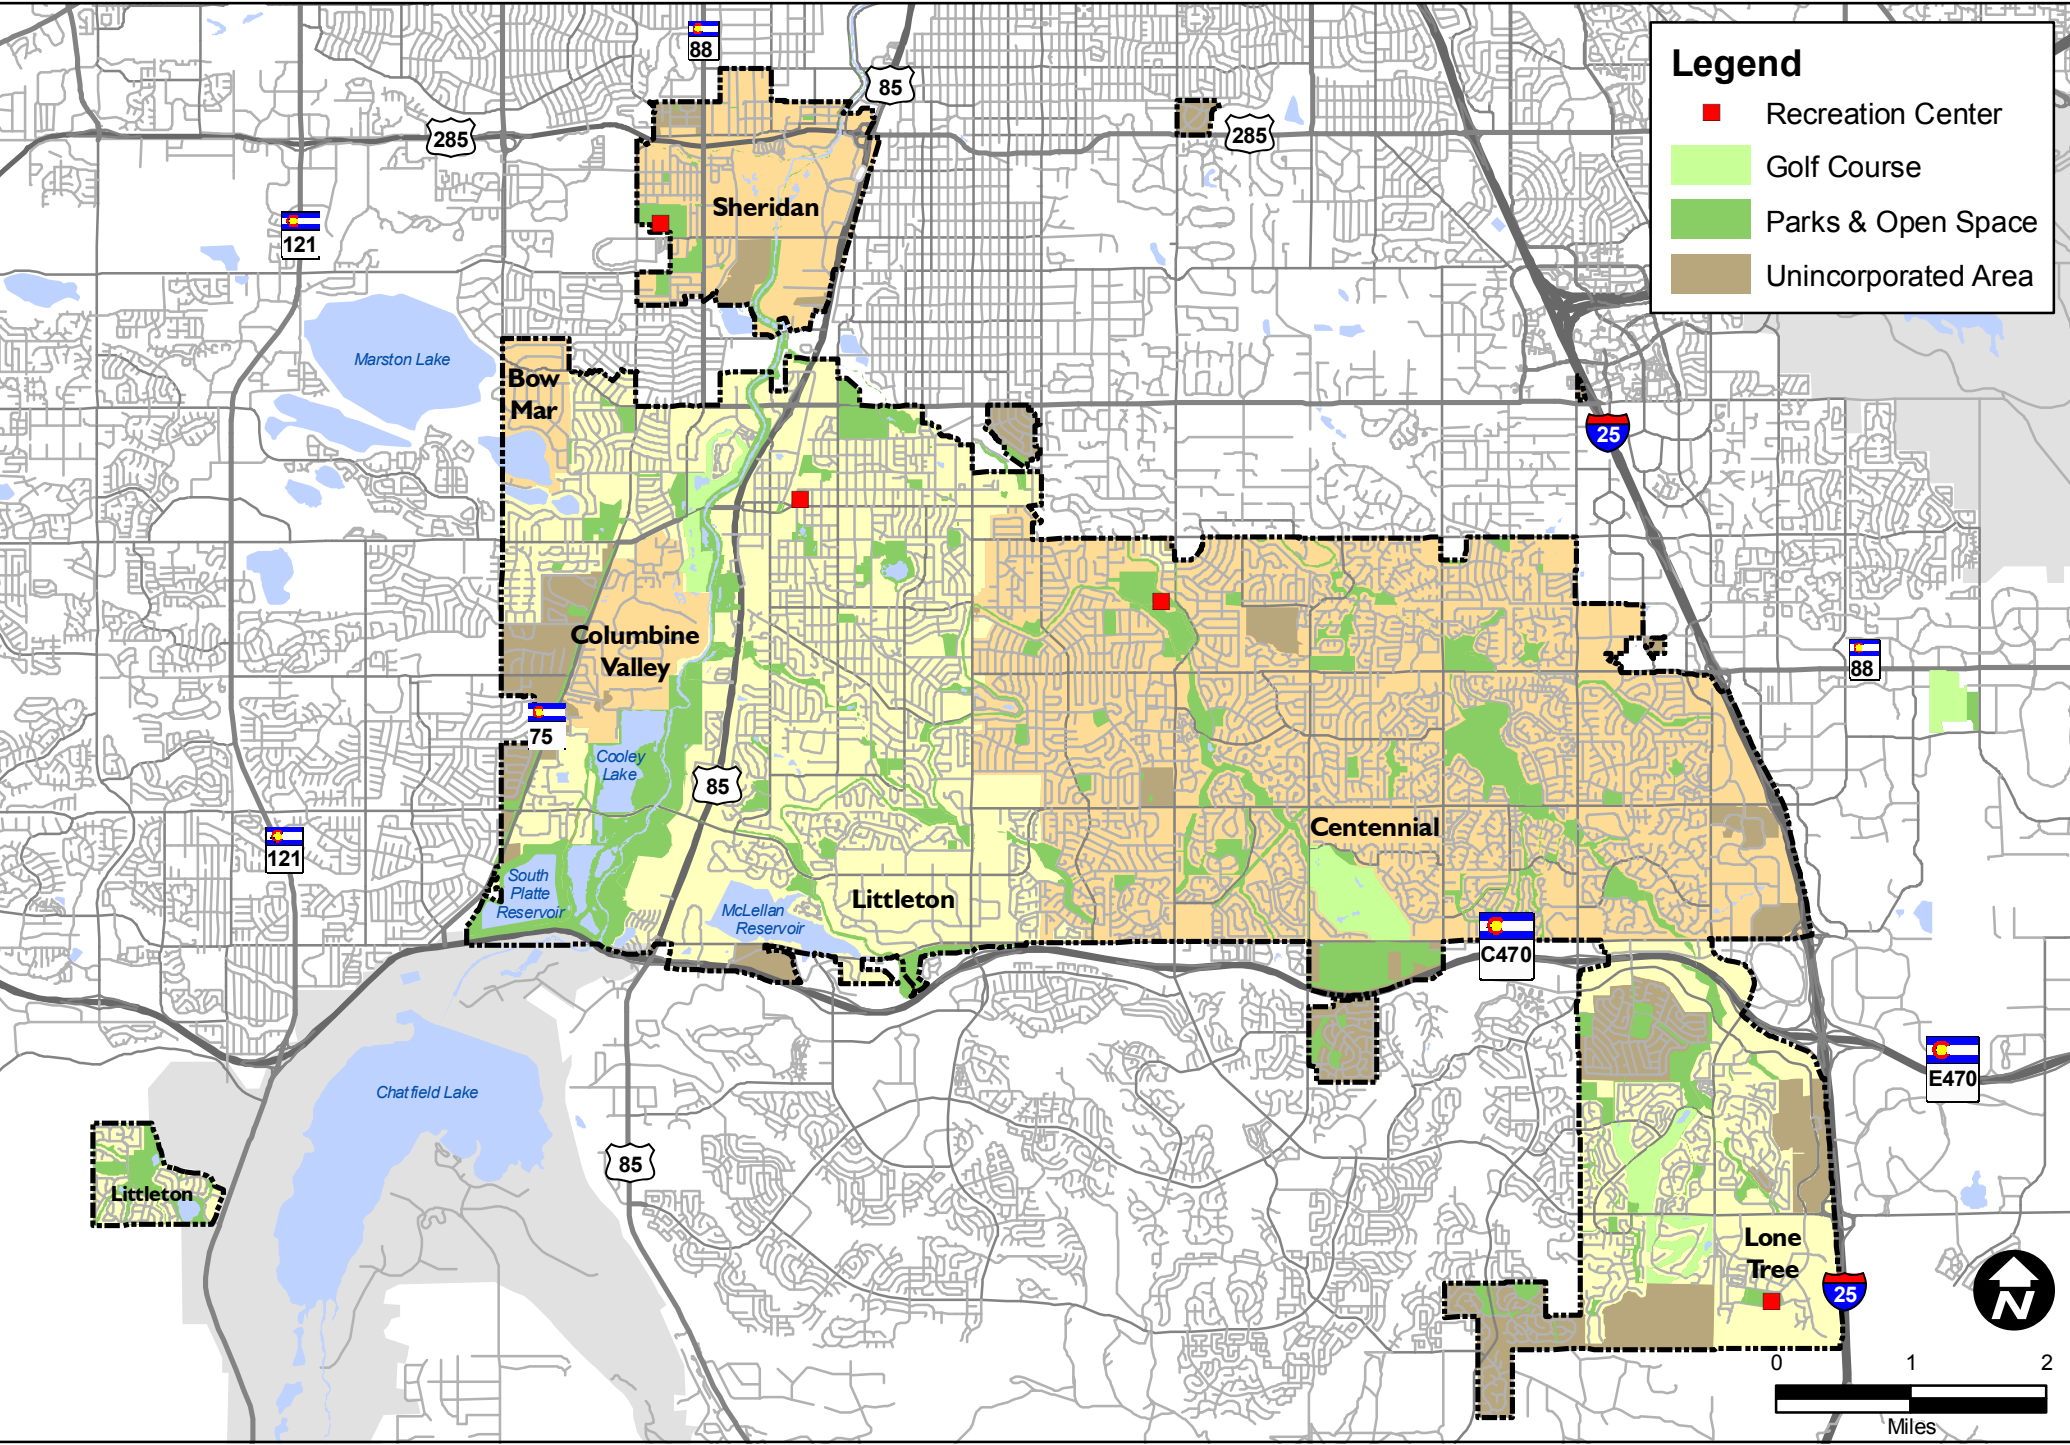 88
85
Legend
Recreation Center
285
285
Golf Course
Sheridan
Parks & Open Space
121
Unincorporated Area
Marston Lake
Bow
Mar
25
Columbine
Valley
88
75
Cooley
Lake
85
Centennial
121
South
Platte
Reservoir
Littleton
McLellan
Reservoir
C470
E470
Chatfield Lake
85
Littleton
Lone
Tree
25
N
0 1 2
Miles